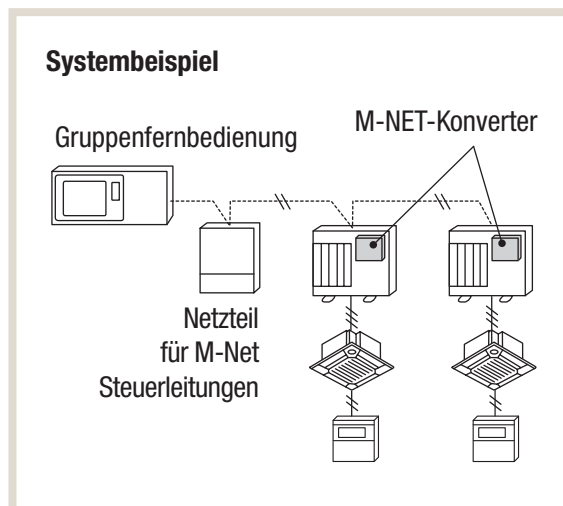 Systembeispiel
Gruppenfernbedienung
M-NET-Konverter
Netzteil
für M-Net
Steuerleitungen